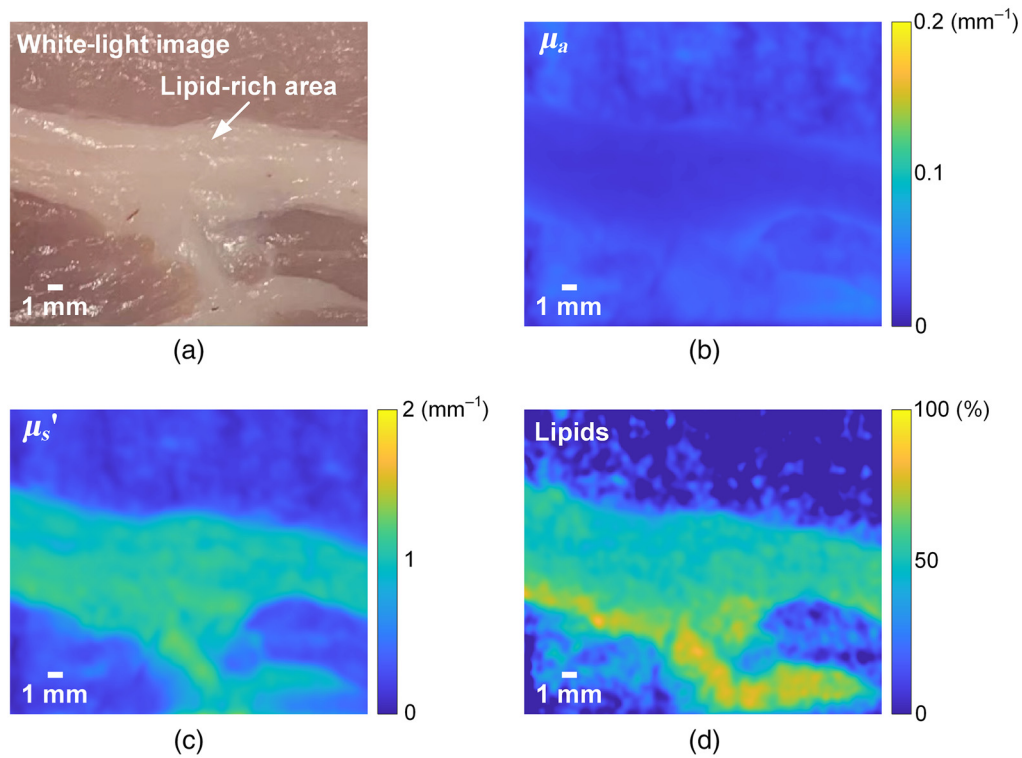 White-light image
Lipid-rich area
1 mm
(a)
μa
0.2 (mm−1)
0.1
0
1 mm
(b)
μs'
2 (mm−1)
1
0
1 mm
(c)
Lipids
100 (%)
50
0
1 mm
(d)